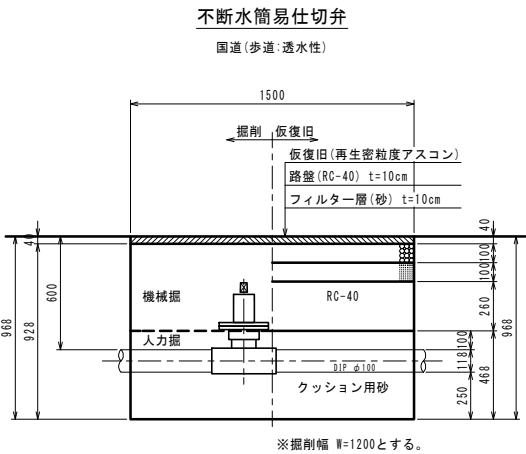 不断水簡易仕切弁
国道(歩道:透水性)
1500
掘削 仮復旧
仮復旧(再生密粒度アスコン)
路盤(RC-40) t=10cm
フィルター層(砂) t=10cm
40
40
100
100
600
機械掘
RC-40
260
968
928
968
人力掘
100
DIP φ100
118
468
クッション用砂
250
※掘削幅 W=1200とする。